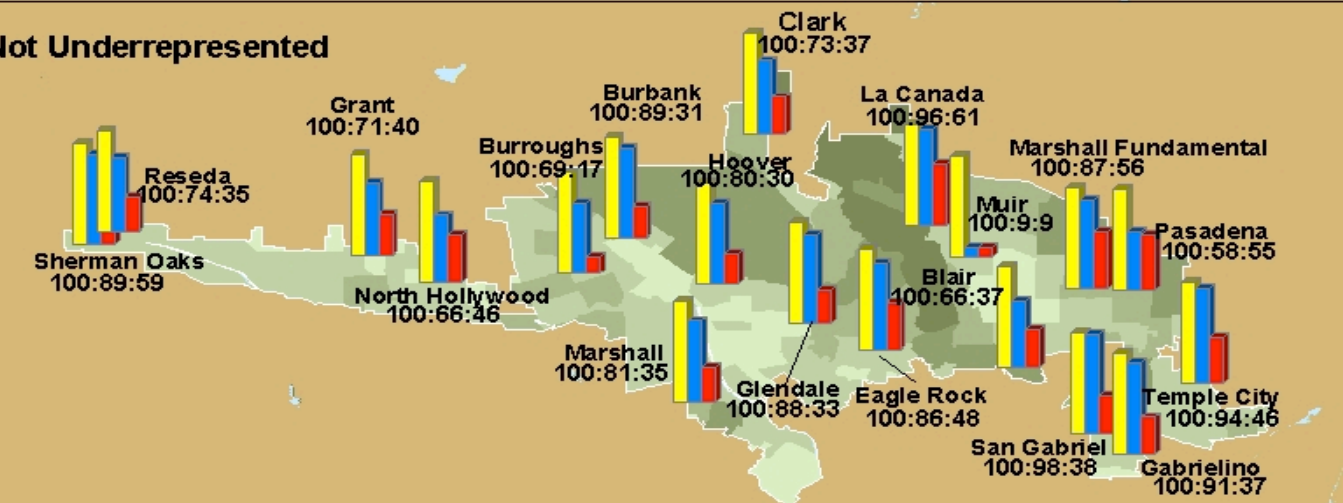 Not Underrepresented
Clark
100:73:37
Burbank
100:89:31
La Canada
100:96:61
Grant
100:71:40
Burroughs
100:69:17
Hoover
100:80:30
Marshall Fundamental
100:87:56
Reseda
100:74:35
Muir
100:9:9
Pasadena
100:58:55
Sherman Oaks
100:89:59
Blair
100:66:37
North Hollywood
100:66:46
Marshall
100:81:35
Glendale
100:88:33
Eagle Rock
100:86:48
Temple City
100:94:46
San Gabriel
100:98:38
Gabrielino
100:91:37